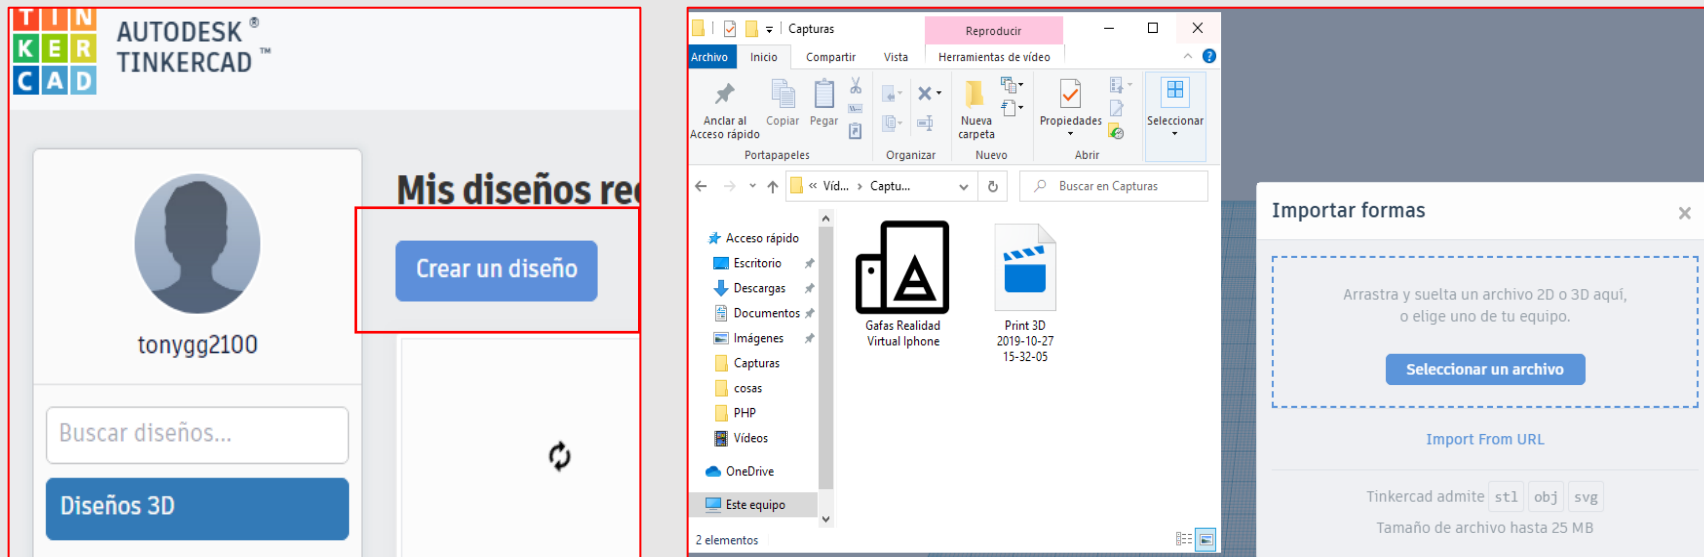 TIN
KER
CAD
AUTODESK®
TINKERCAD™
tonygg2100
Buscar diseños...
Diseños 3D
Mis diseños re
Crear un diseño
Capturas
Reproducir
Archivo
Inicio
Compartir
Vista
Herramientas de vídeo
Anclar al
Acceso rápido
Copiar
Pegar
Nueva
carpeta
Propiedades
Seleccionar
Portapapeles
Organizar
Nuevo
Abrir
« Víd... › Captu...
Buscar en Capturas
Acceso rápido
Escritorio
Descargas
Documentos
Imágenes
Capturas
cosas
PHP
Vídeos
OneDrive
Este equipo
Gafas Realidad
Virtual Iphone
Print 3D
2019-10-27
15-32-05
2 elementos
Importar formas
Arrastra y suelta un archivo 2D o 3D aquí,
o elige uno de tu equipo.
Seleccionar un archivo
Import From URL
Tinkercad admite stl obj svg
Tamaño de archivo hasta 25 MB